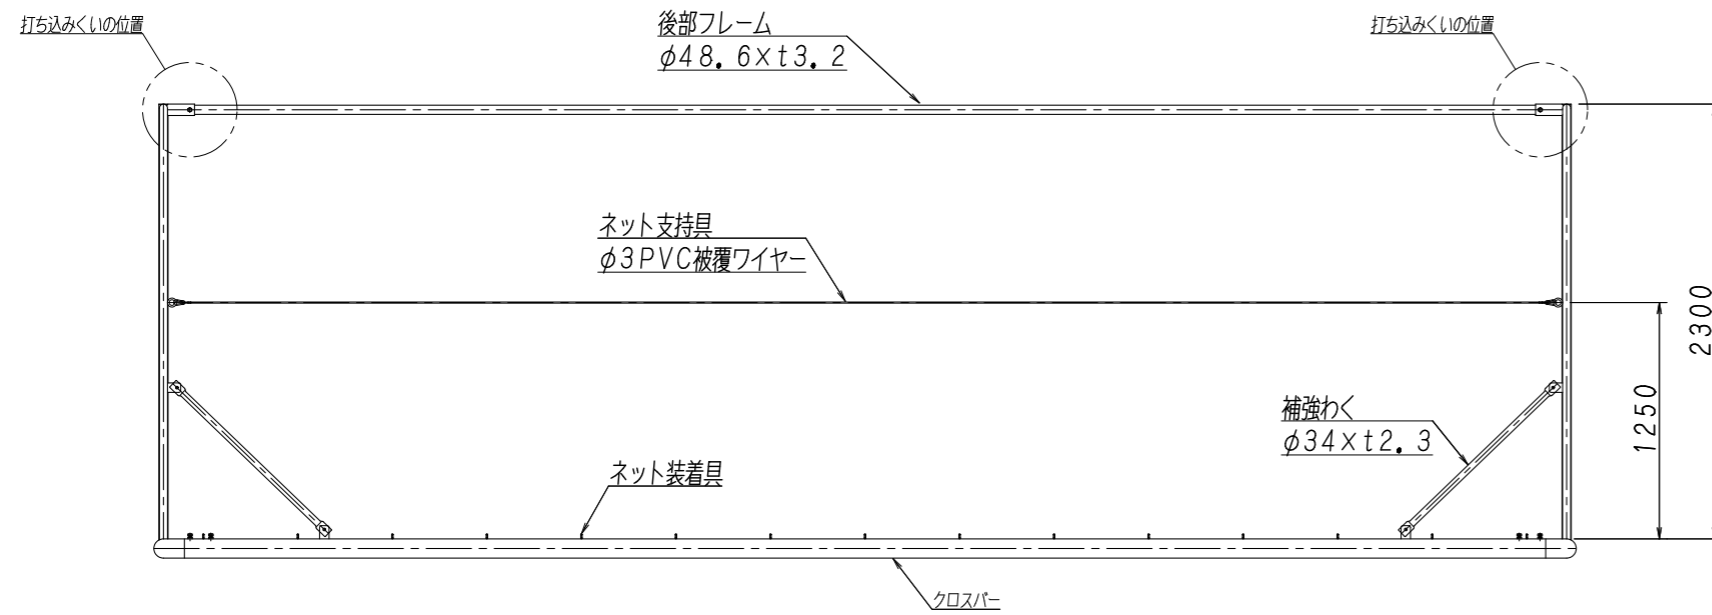 打ち込みくいの位置
後部フレーム
φ48.6×t3.2
打ち込みくいの位置
ネット支持具
φ3PVC被覆ワイヤー
2300
1250
補強わく
φ34×t2.3
ネット装着具
クロスバー